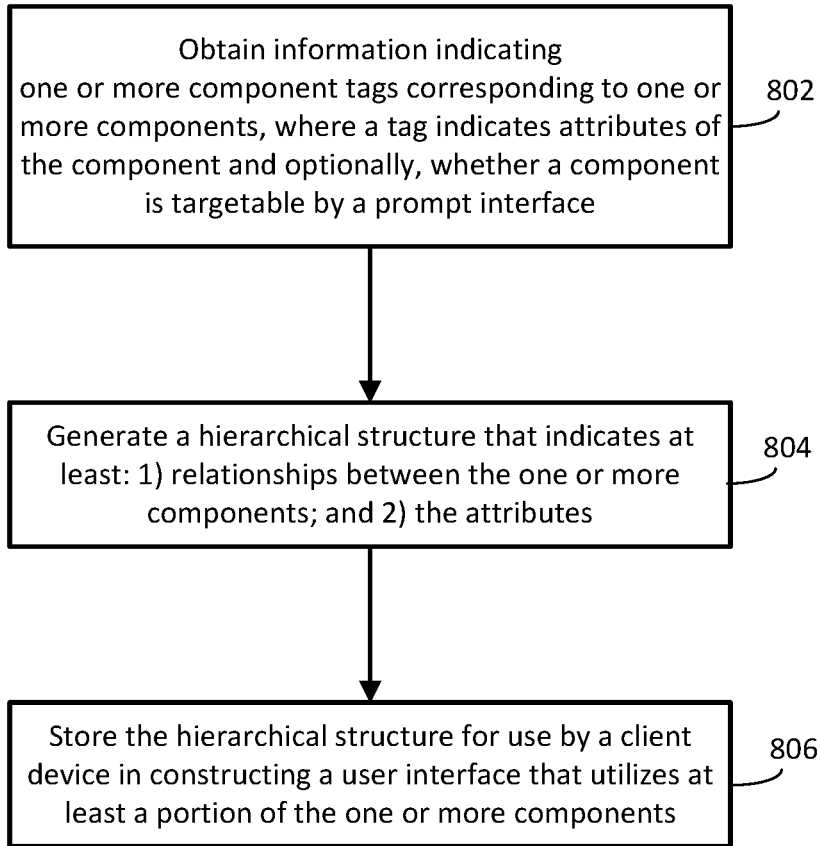 Obtain information indicating
one or more component tags corresponding to one or
more components, where a tag indicates attributes of
the component and optionally, whether a component
is targetable by a prompt interface
802
Generate a hierarchical structure that indicates at
least: 1) relationships between the one or more
components; and 2) the attributes
804
Store the hierarchical structure for use by a client
device in constructing a user interface that utilizes at
least a portion of the one or more components
806